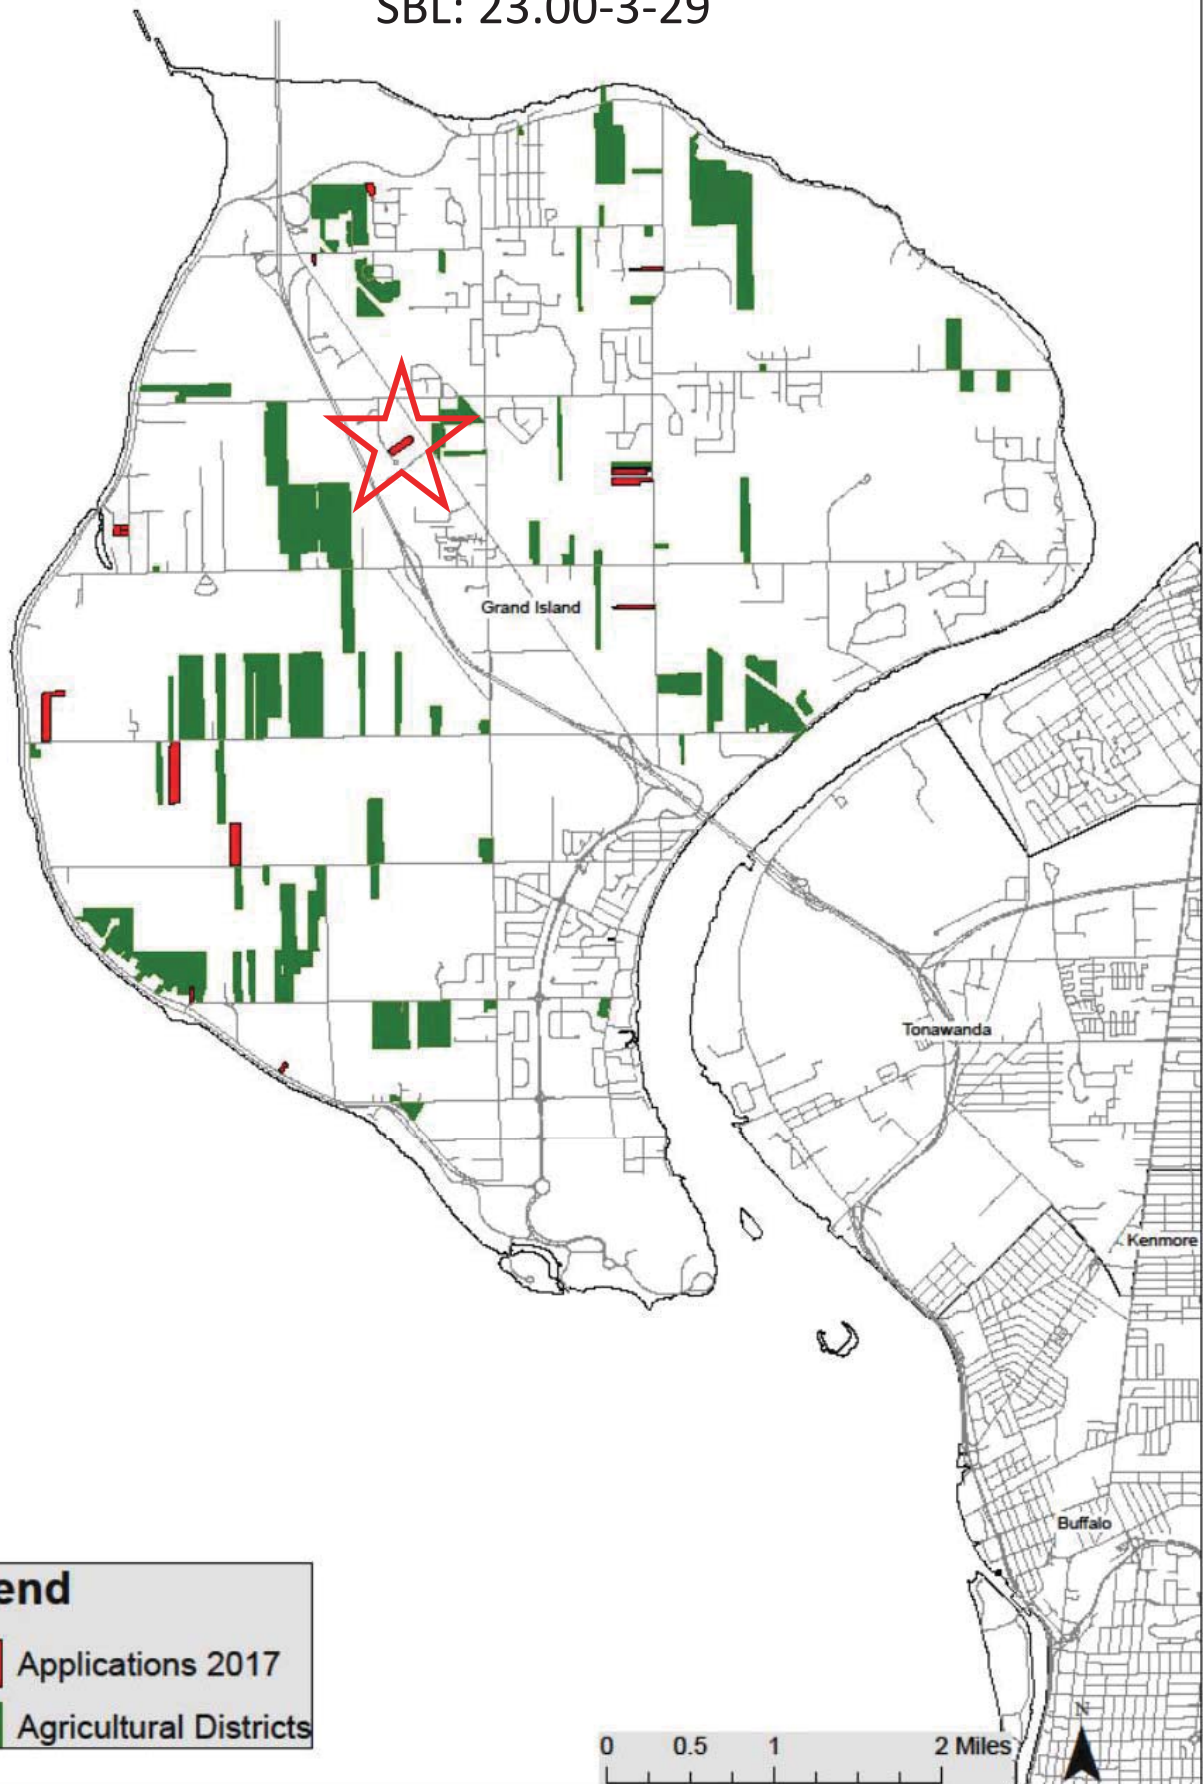 SBL: 23.00-3-29
Grand Island
Tonawanda
Kenmore
Buffalo
end
Applications 2017
Agricultural Districts
0 0.5 1 2 Miles
N